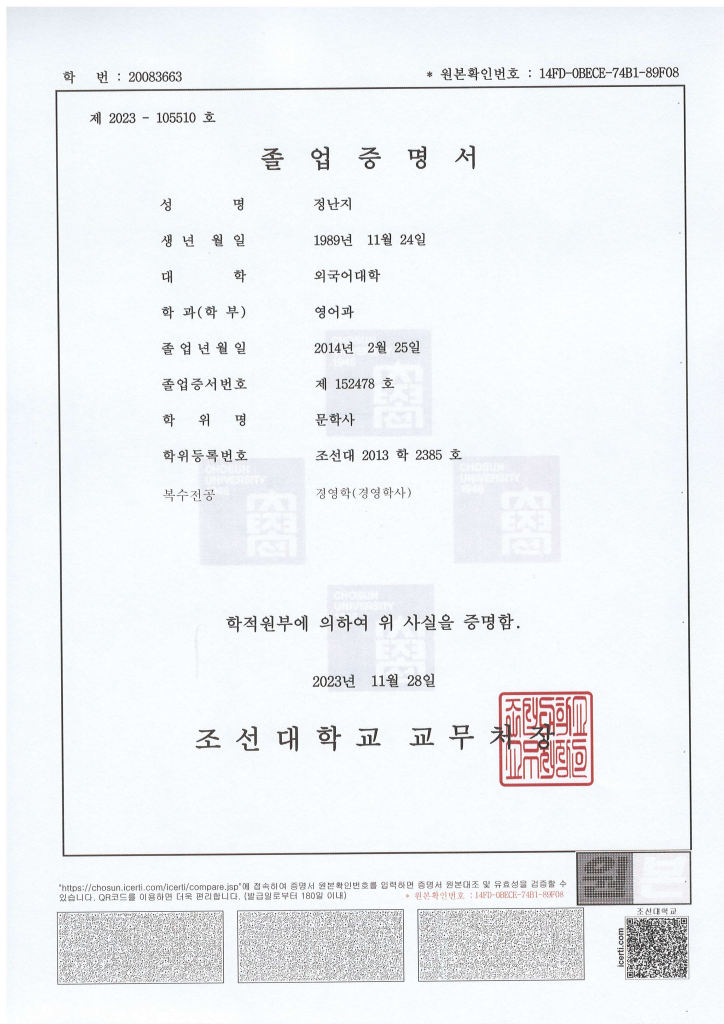 학 번 : 20083663
* 원본확인번호 : 14FD-0BECE-74B1-89F08
제 2023 - 105510 호
졸 업 증 명 서
성 명 정난지
생 년 월 일 1989년 11월 24일
대 학 외국어대학
학 과(학 부) 영어과
졸 업 년 월 일 2014년 2월 25일
졸업증서번호 제 152478 호
학 위 명 문학사
학위등록번호 조선대 2013 학 2385 호
복수전공 경영학(경영학사)
CHOSUN UNIVERSITY 1946
CHOSUN UNIVERSITY 1946
CHOSUN UNIVERSITY
학적원부에 의하여 위 사실을 증명함.
2023년 11월 28일
조 선 대 학 교 교 무 처 장
"https://chosun.icerti.com/icerti/compare.jsp"에 접속하여 증명서 원본확인번호를 입력하면 증명서 원본대조 및 유효성을 검증할 수
있습니다. QR코드를 이용하면 더욱 편리합니다. (발급일로부터 180일 이내)
* 원본확인번호 :14FD-0BECE-74B1-89F08
원본
조선대학교
icerti.com